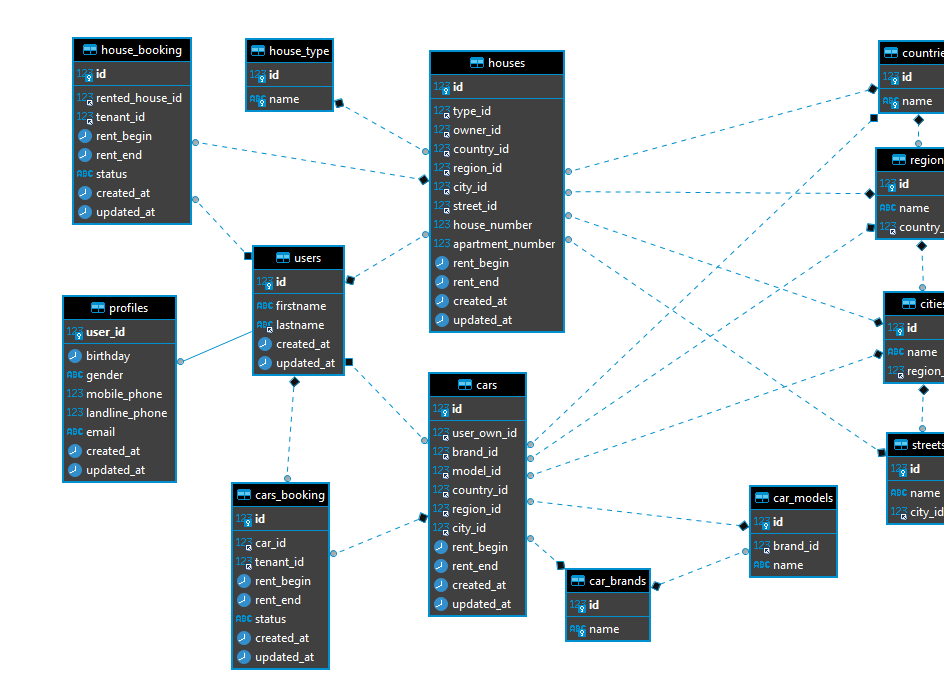 house_booking
123 id
123 rented_house_id
123 tenant_id
rent_begin
rent_end
ABC status
created_at
updated_at
house_type
123 id
ABC name
houses
123 id
123 type_id
123 owner_id
123 country_id
123 region_id
123 city_id
123 street_id
123 house_number
123 apartment_number
rent_begin
rent_end
created_at
updated_at
countrie
123 id
ABC name
region
123 id
ABC name
123 country_
users
123 id
ABC firstname
ABC lastname
created_at
updated_at
profiles
123 user_id
birthday
ABC gender
123 mobile_phone
123 landline_phone
ABC email
created_at
updated_at
cities
123 id
ABC name
123 region_
cars
123 id
123 user_own_id
123 brand_id
123 model_id
123 country_id
123 region_id
123 city_id
rent_begin
rent_end
created_at
updated_at
streets
123 id
ABC name
123 city_id
cars_booking
123 id
123 car_id
123 tenant_id
rent_begin
rent_end
ABC status
created_at
updated_at
car_models
123 id
123 brand_id
ABC name
car_brands
123 id
ABC name